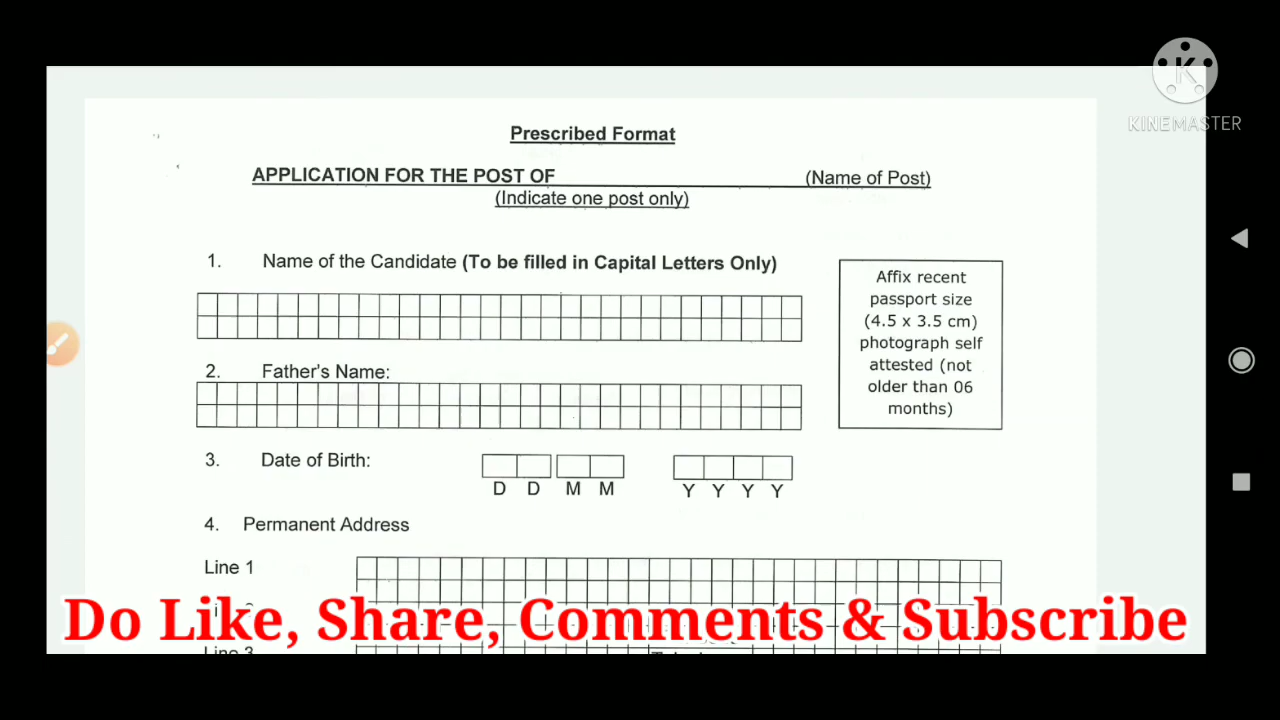 Prescribed Format
APPLICATION FOR THE POST OF (Name of Post)
(Indicate one post only)
1. Name of the Candidate (To be filled in Capital Letters Only)
Affix recent
passport size
(4.5 x 3.5 cm)
photograph self
attested (not
older than 06
months)
2. Father's Name:
3. Date of Birth:
D D M M Y Y Y Y
4. Permanent Address
Line 1
Do Like, Share, Comments & Subscribe
Line 3
KINEMASTER